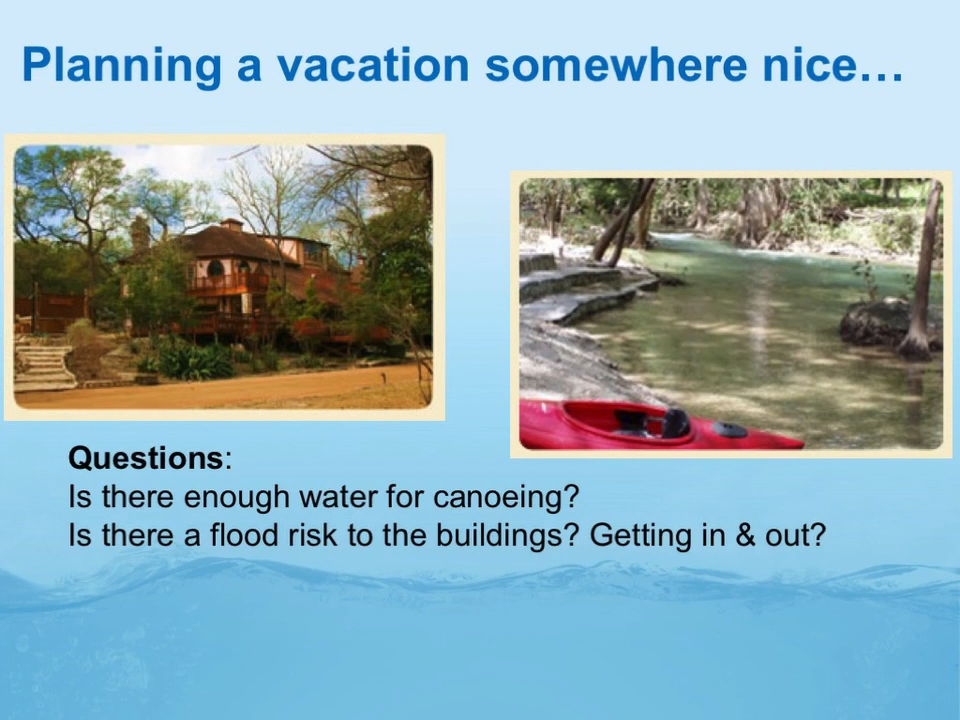 Planning a vacation somewhere nice…
Questions:
Is there enough water for canoeing?
Is there a flood risk to the buildings? Getting in & out?